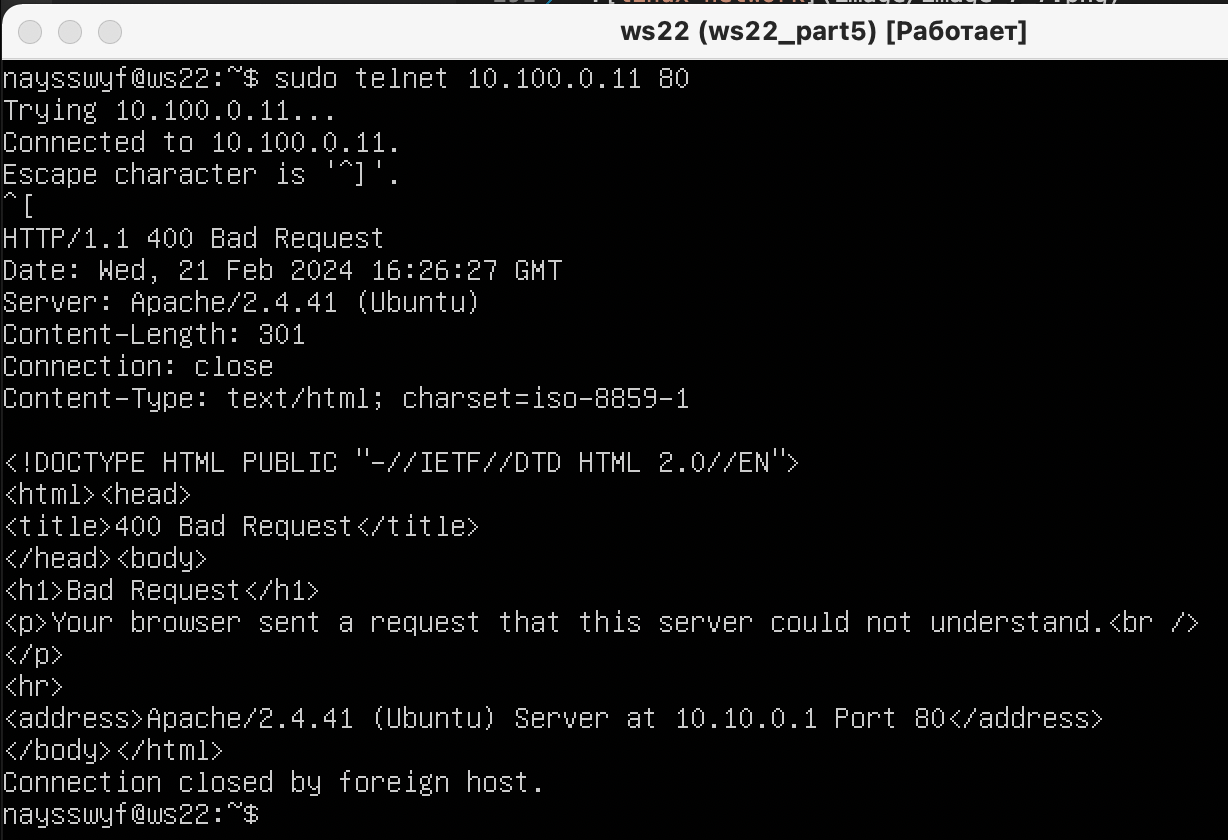 ws22 (ws22_part5) [Работает]
naysswyf@ws22:~$ sudo telnet 10.100.0.11 80
Trying 10.100.0.11...
Connected to 10.100.0.11.
Escape character is '^]'.
^[
HTTP/1.1 400 Bad Request
Date: Wed, 21 Feb 2024 16:26:27 GMT
Server: Apache/2.4.41 (Ubuntu)
Content-Length: 301
Connection: close
Content-Type: text/html; charset=iso-8859-1

<!DOCTYPE HTML PUBLIC "-//IETF//DTD HTML 2.0//EN">
<html><head>
<title>400 Bad Request</title>
</head><body>
<h1>Bad Request</h1>
<p>Your browser sent a request that this server could not understand.<br />
</p>
<hr>
<address>Apache/2.4.41 (Ubuntu) Server at 10.10.0.1 Port 80</address>
</body></html>
Connection closed by foreign host.
naysswyf@ws22:~$